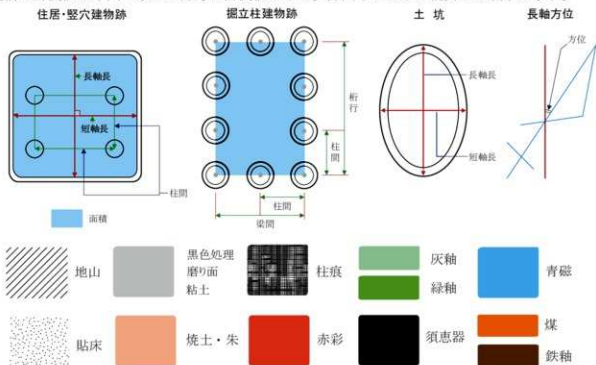 住居・竪穴建物跡
掘立柱建物跡
土 坑
長軸方位
長軸長
短軸長
柱間
面積
桁行
柱間
柱間
梁間
長軸長
短軸長
方位
地山
黒色処理
磨り面
粘土
柱痕
灰釉
緑釉
青磁
貼床
焼土・朱
赤彩
須恵器
煤
鉄釉